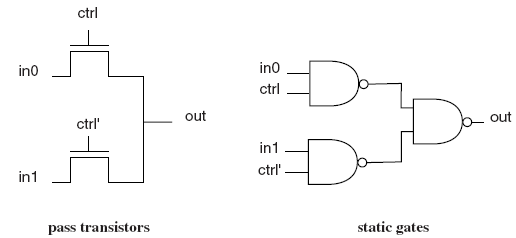 ctrl
in0
ctrl'
out
in1
pass transistors
in0
ctrl
out
in1
ctrl'
static gates